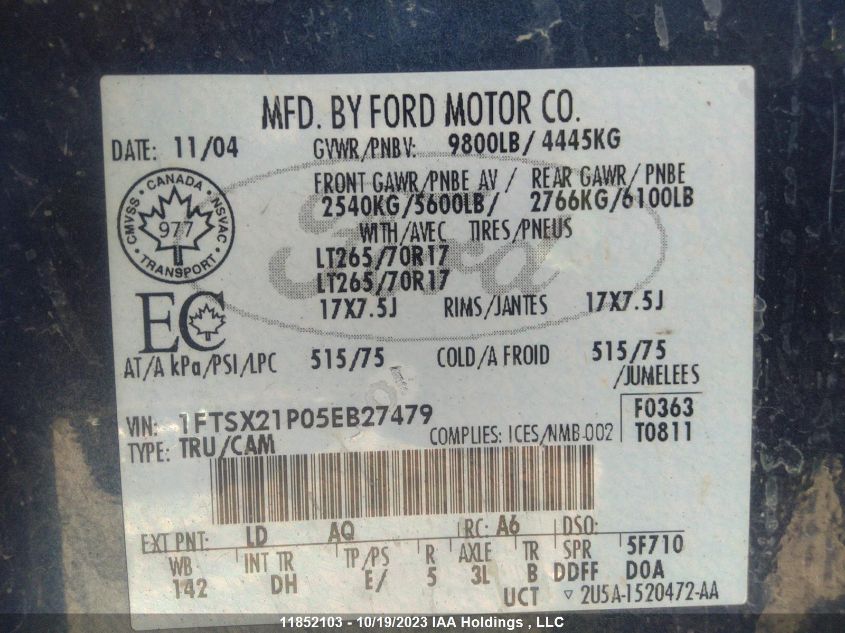 MFD. BY FORD MOTOR CO.
DATE: 11/04 GVWR/PNBV: 9800LB/ 4445KG
FRONT GAWR/PNBE AV / REAR GAWR/ PNBE
2540KG/5600LB/ 2766KG/6100LB
WITH/AVEC TIRES/PNEUS
LT265/70R17
LT265/70R17
17X7.5J RIMS/JANTES 17X7.5J
CMVSS • CANADA • NSVAC • TRANSPORT •
977
Ford
EC
AT/A kPa/PSI/LPC 515/75 COLD/A FROID 515/75
/JUMELEES
VIN: 1FTSX21P05EB27479 F0363
TYPE: TRU/CAM COMPLIES: ICES/NMB-002 T0811
EXT PNT: LD AQ RC: A6 DSO:
WB INT TR TP/PS R AXLE TR SPR 5F710
142 DH E/ 5 3L B DDFF D0A
UCT ▽ 2U5A-1520472-AA
11852103 - 10/19/2023 IAA Holdings , LLC